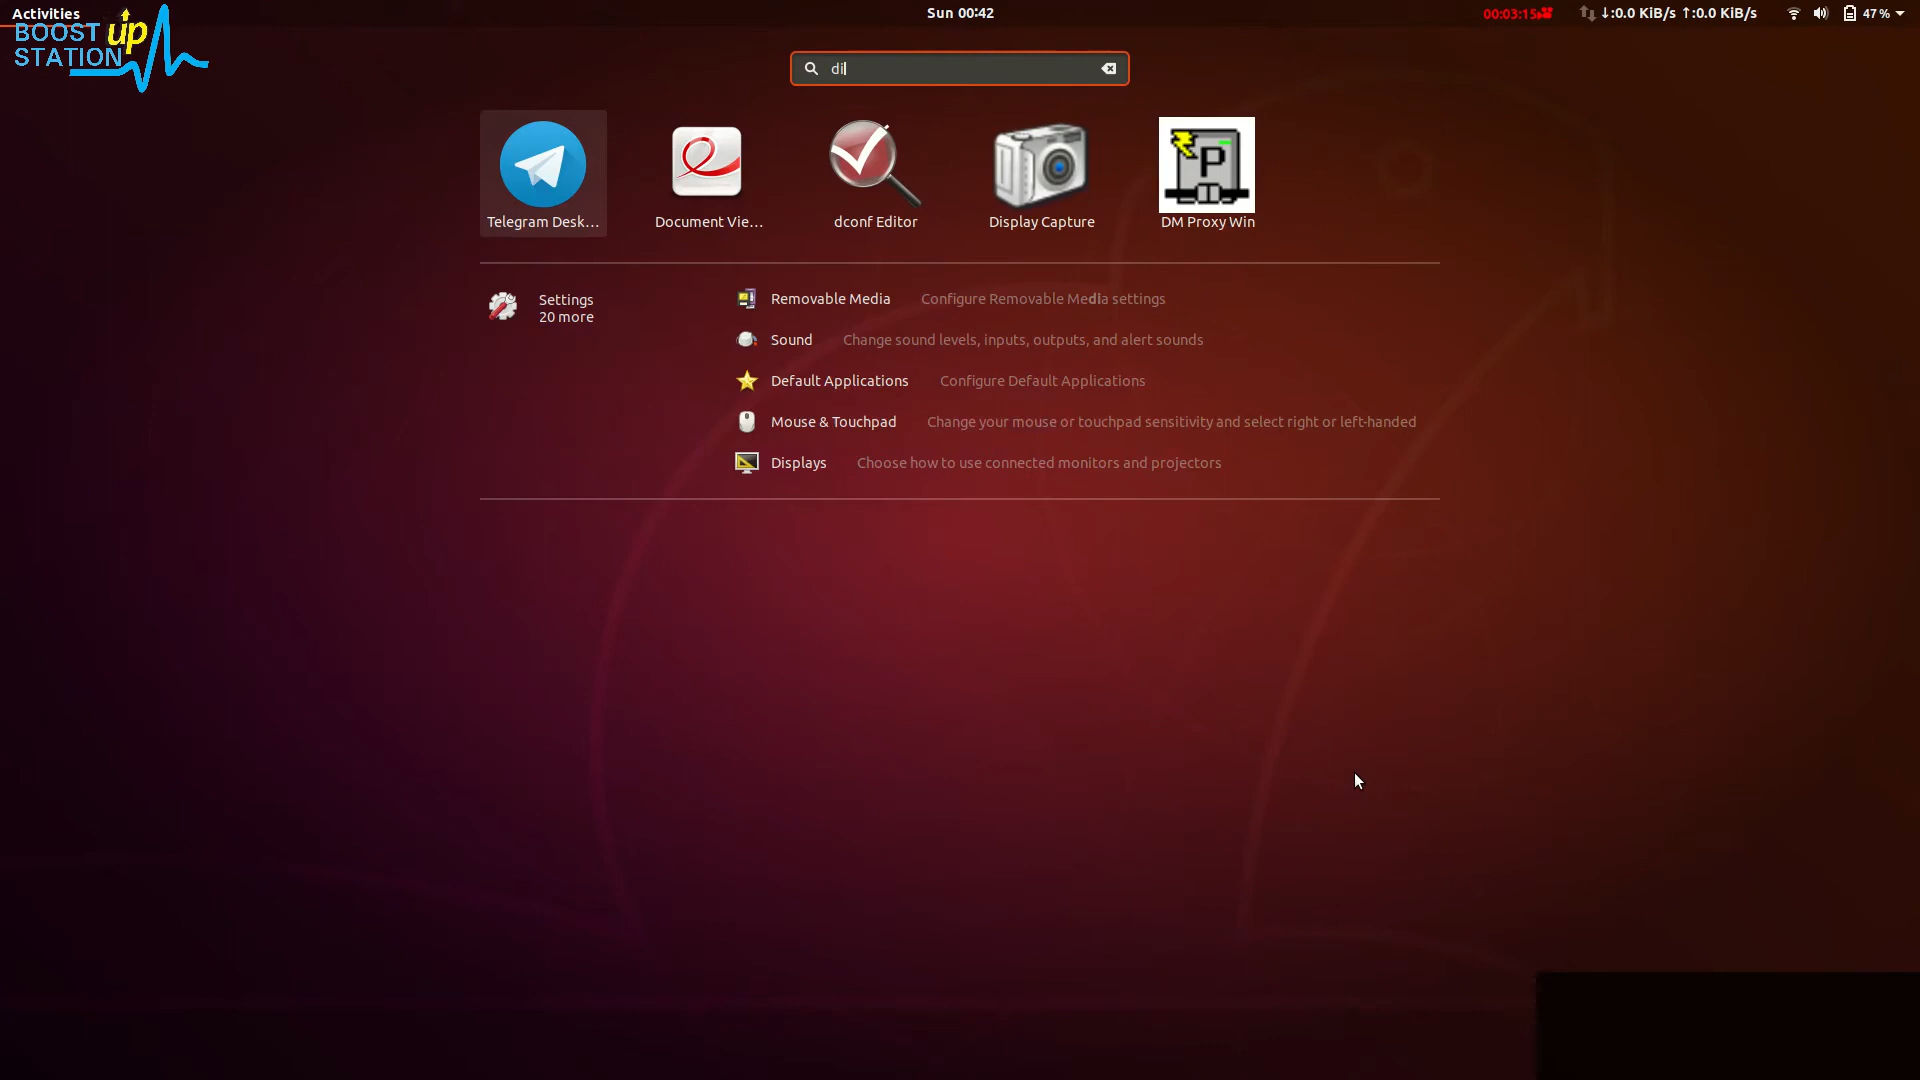 Activities
Sun 00:42
00:03:15
↓:0.0 KiB/s ↑:0.0 KiB/s
47 %
BOOST up
STATION
di
Telegram Desk...
Document Vie...
dconf Editor
Display Capture
P
DM Proxy Win
Settings
20 more
Removable Media Configure Removable Media settings
Sound Change sound levels, inputs, outputs, and alert sounds
Default Applications Configure Default Applications
Mouse & Touchpad Change your mouse or touchpad sensitivity and select right or left-handed
Displays Choose how to use connected monitors and projectors